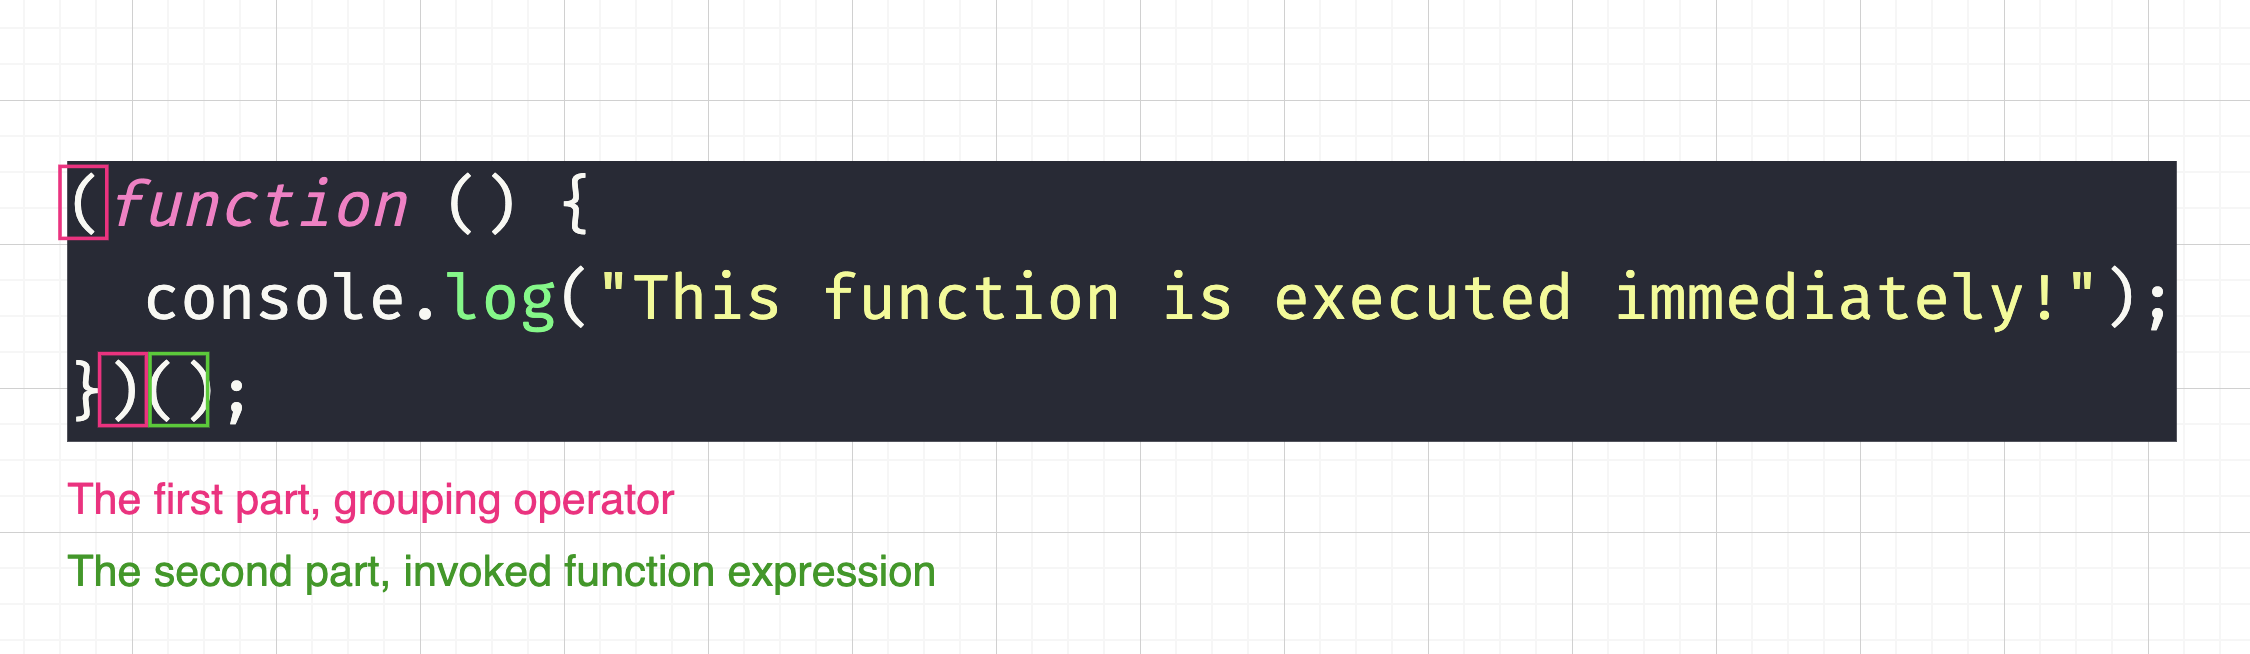 (function () {
  console.log("This function is executed immediately!");
})();
The first part, grouping operator
The second part, invoked function expression